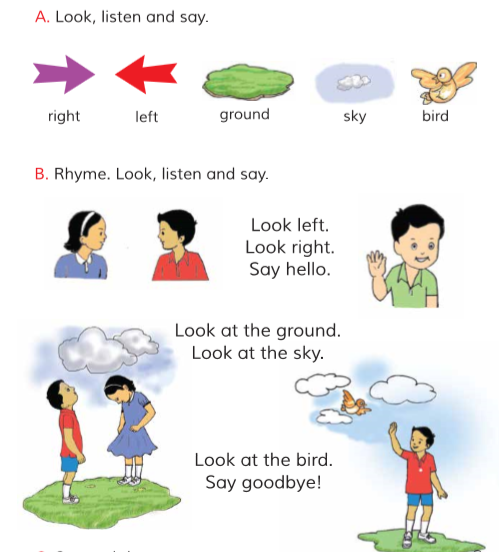 A. Look, listen and say.
right left ground sky bird
B. Rhyme. Look, listen and say.
Look left.
Look right.
Say hello.
Look at the ground.
Look at the sky.
Look at the bird.
Say goodbye!